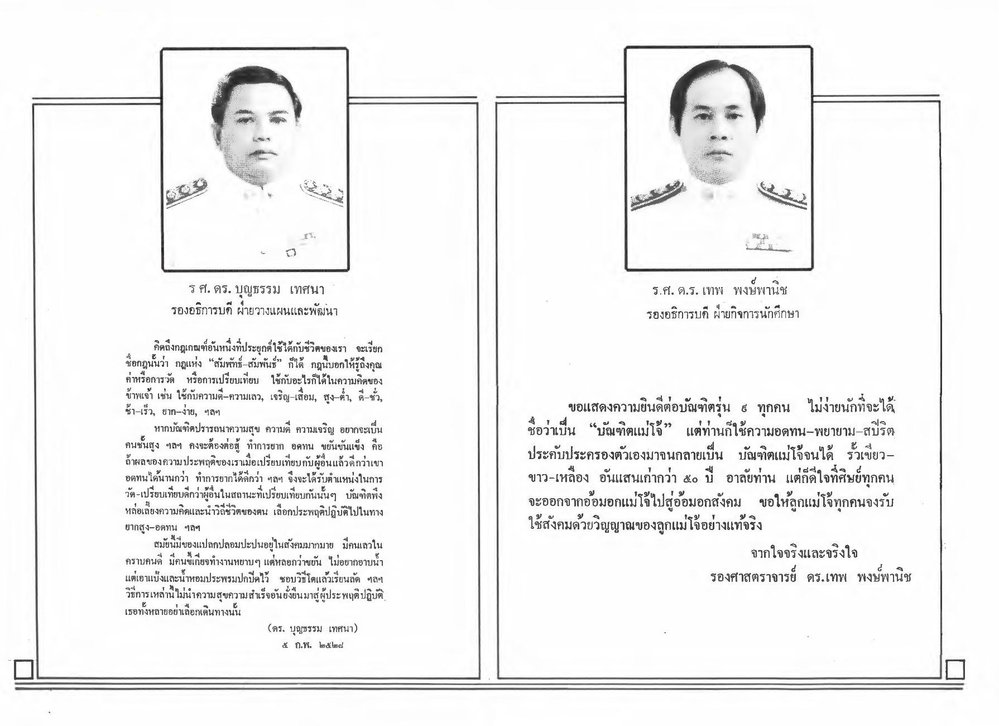 ร ศ. ดร. บุญธรรม เทศนา
รองอธิการบดี ฝ่ายวางแผนและพัฒนา
คิดถึงกฎเกณฑ์อันหนึ่งที่ประยุกต์ใช้ได้กับชีวิตของเรา จะเรียก
ชื่อกฎนั้นว่า กฎแห่ง “สัมพัทธ์–สัมพันธ์” ก็ได้ กฎนี้บอกให้รู้ถึงคุณ
ค่าหรือการวัด หรือการเปรียบเทียบ ใช้กับอะไรก็ได้ในความคิดของ
ข้าพเจ้า เช่น ใช้กับความดี–ความเลว, เจริญ–เสื่อม, สูง–ต่ำ, ดี–ชั่ว,
ช้า–เร็ว, ยาก–ง่าย, ฯลฯ
หากบัณฑิตปรารถนาความสุข ความดี ความเจริญ อยากจะเป็น
คนชั้นสูง ฯลฯ คงจะต้องต่อสู้ ทำการยาก อดทน ขยันขันแข็ง คือ
ถ้าผลของความประพฤติของเราเมื่อเปรียบเทียบกับผู้อื่นแล้วดีกว่าเขา
อดทนได้นานกว่า ทำการยากได้ดีกว่า ฯลฯ จึงจะได้รับตำแหน่งในการ
วัด–เปรียบเทียบดีกว่าผู้อื่นในสถานะที่เปรียบเทียบกันนั้นๆ บัณฑิตพึง
หล่อเลี้ยงความคิดและนำวิถีชีวิตของตน เลือกประพฤติปฏิบัติไปในทาง
ยากสูง–อดทน ฯลฯ
สมัยนี้มีของแปลกปลอมปะปนอยู่ในสังคมมากมาย มีคนเลวใน
คราบคนดี มีคนขี้เกียจทำงานหยาบๆ แต่หลอกว่าขยัน ไม่อยากอาบน้ำ
แต่เอาแป้งและน้ำหอมประพรมปกปิดไว้ ชอบวิธีโตแล้วเรียนลัด ฯลฯ
วิธีการเหล่านี้ไม่นำความสุขความสำเร็จอันยั่งยืนมาสู่ผู้ประพฤติปฏิบัติ
เธอทั้งหลายอย่าเลือกเดินทางนั้น
(ดร. บุญธรรม เทศนา)
๕ ก.พ. ๒๕๒๘
ร.ศ. ด.ร. เทพ พงษ์พานิช
รองอธิการบดี ฝ่ายกิจการนักศึกษา
ขอแสดงความยินดีต่อบัณฑิตรุ่น ๘ ทุกคน ไม่ง่ายนักที่จะได้
ชื่อว่าเป็น “บัณฑิตแม่โจ้” แต่ท่านก็ใช้ความอดทน–พยายาม–สปิริต
ประคับประครองตัวเองมาจนกลายเป็น บัณฑิตแม่โจ้จนได้ รั้วเขียว–
ขาว–เหลือง อันแสนเก่ากว่า ๕๐ ปี อาลัยท่าน แต่ก็ดีใจที่ศิษย์ทุกคน
จะออกจากอ้อมอกแม่โจ้ไปสู่อ้อมอกสังคม ขอให้ลูกแม่โจ้ทุกคนจงรับ
ใช้สังคมด้วยวิญญาณของลูกแม่โจ้อย่างแท้จริง
จากใจจริงและจริงใจ
รองศาสตราจารย์ ดร.เทพ พงษ์พานิช